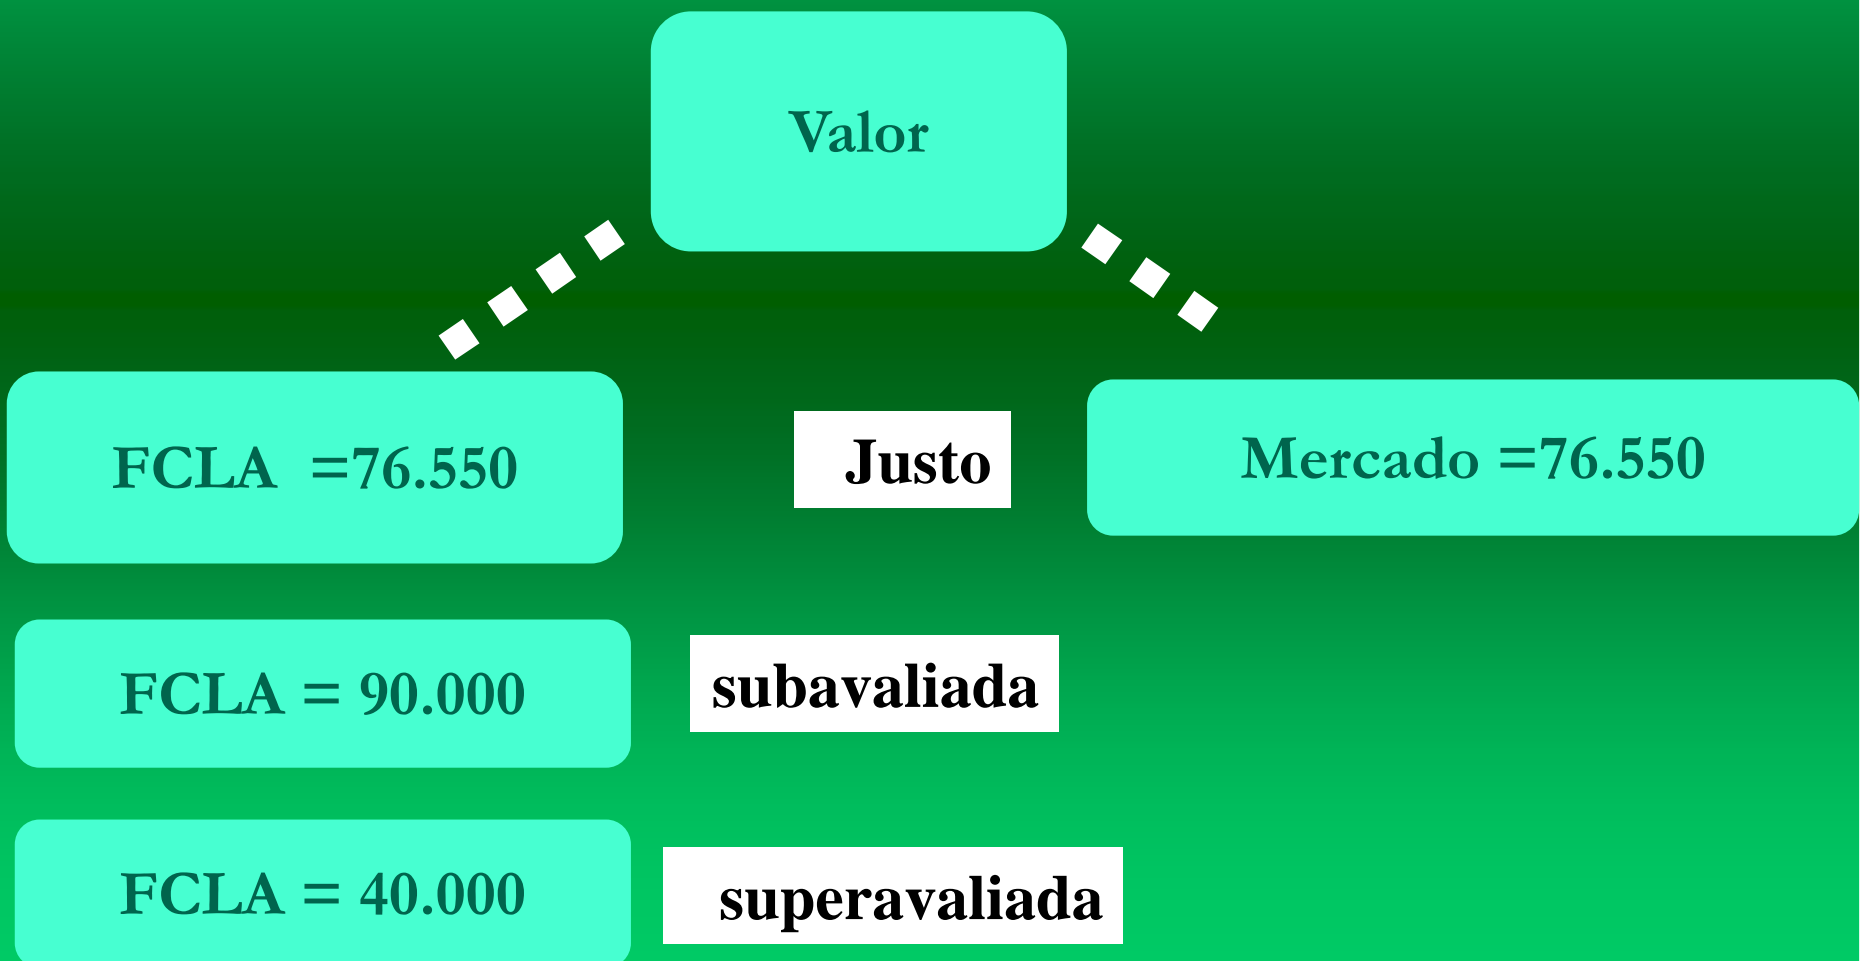 Valor
FCLA =76.550
Justo
Mercado =76.550
FCLA = 90.000
subavaliada
FCLA = 40.000
superavaliada